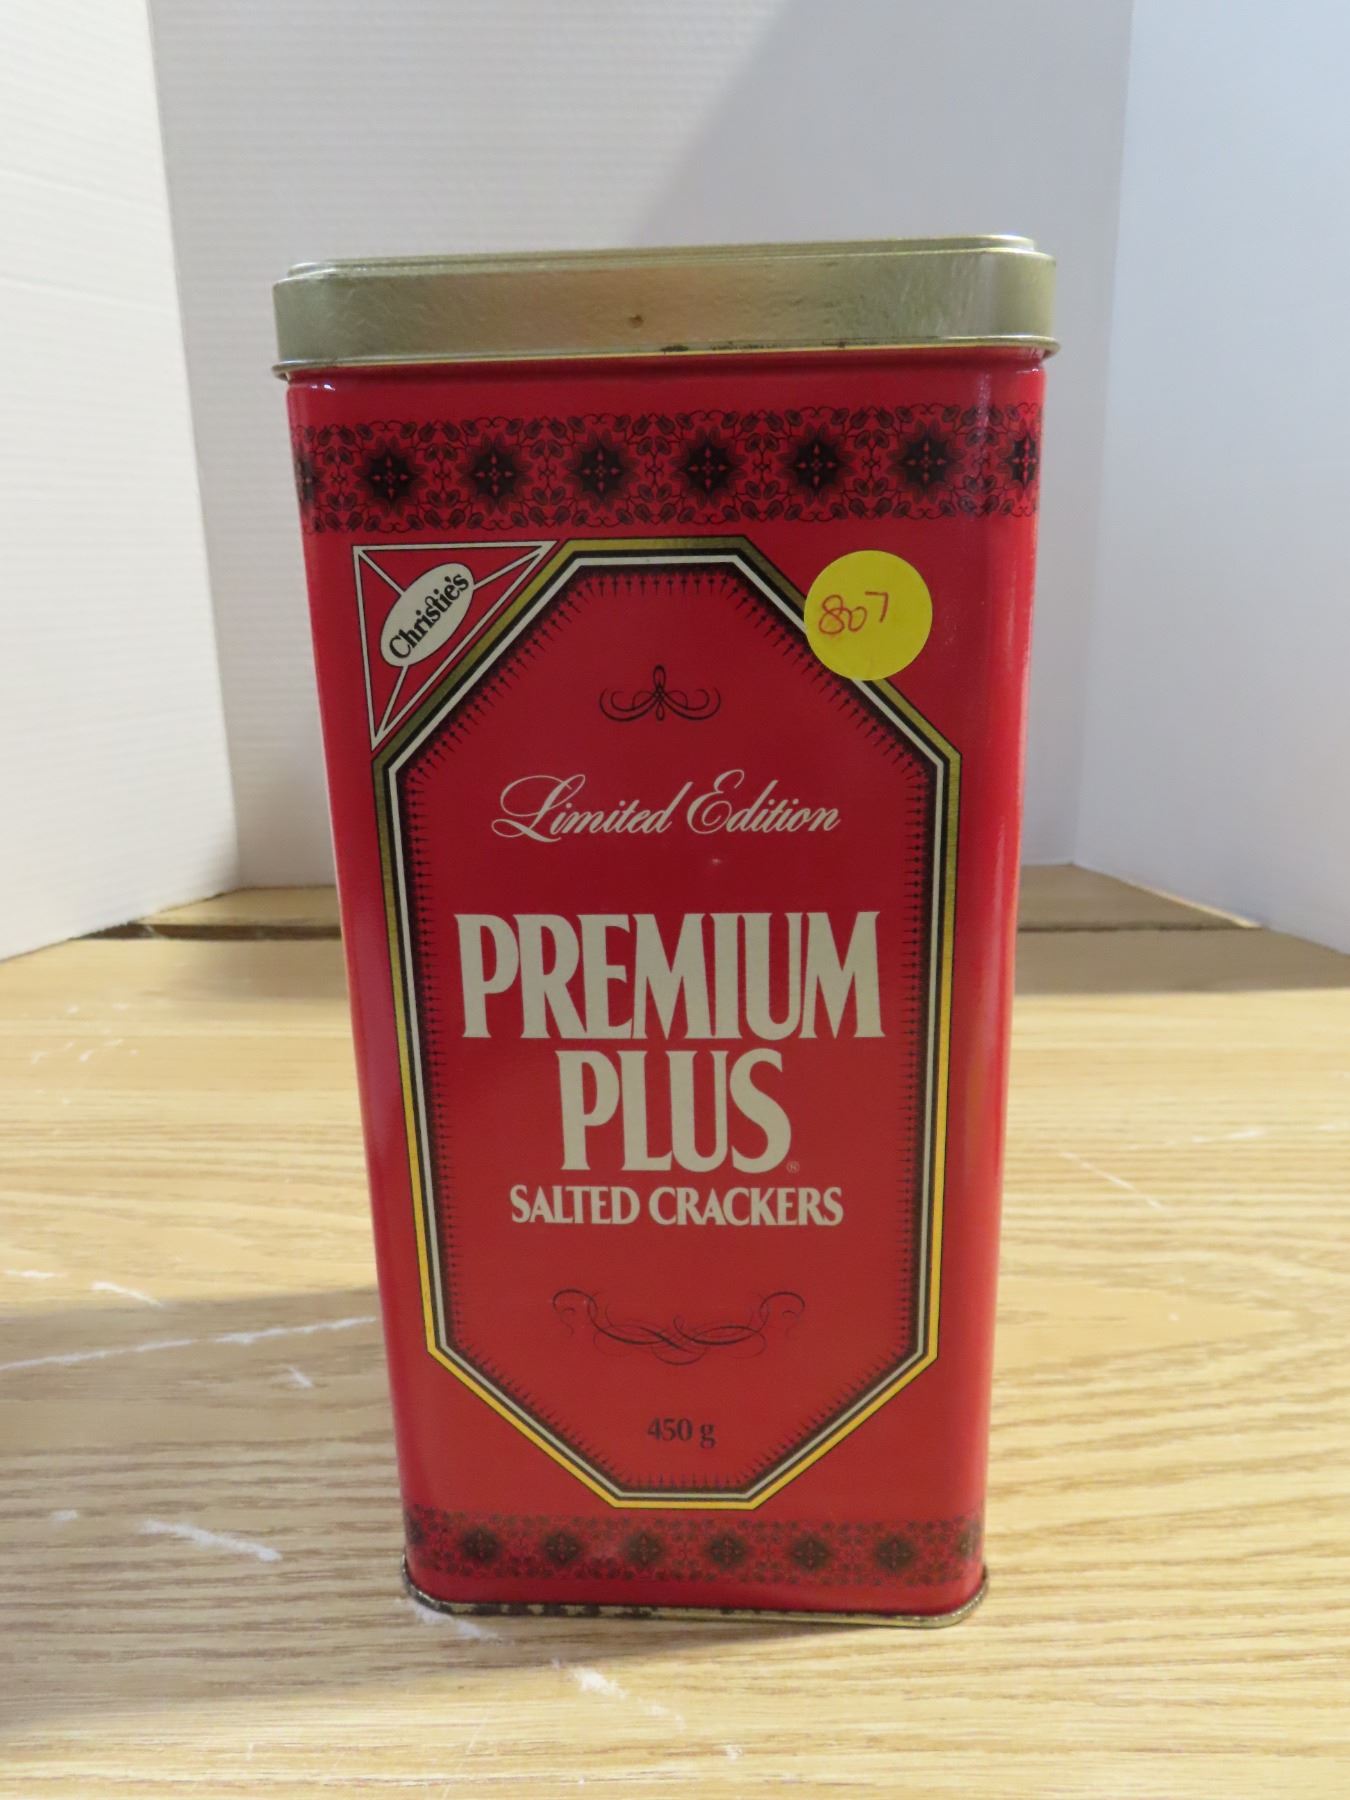 Christie's
807
Limited Edition
PREMIUM
PLUS®
SALTED CRACKERS
450 g